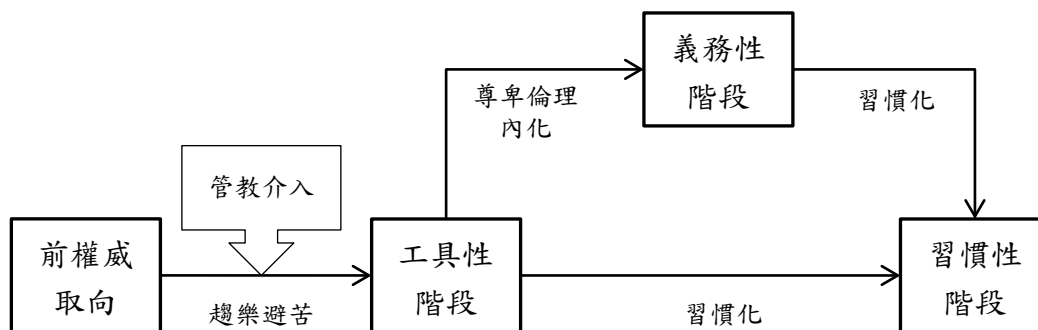 義務性
階段
尊卑倫理
內化
習慣化
管教介入
前權威
取向
趨樂避苦
工具性
階段
習慣化
習慣性
階段